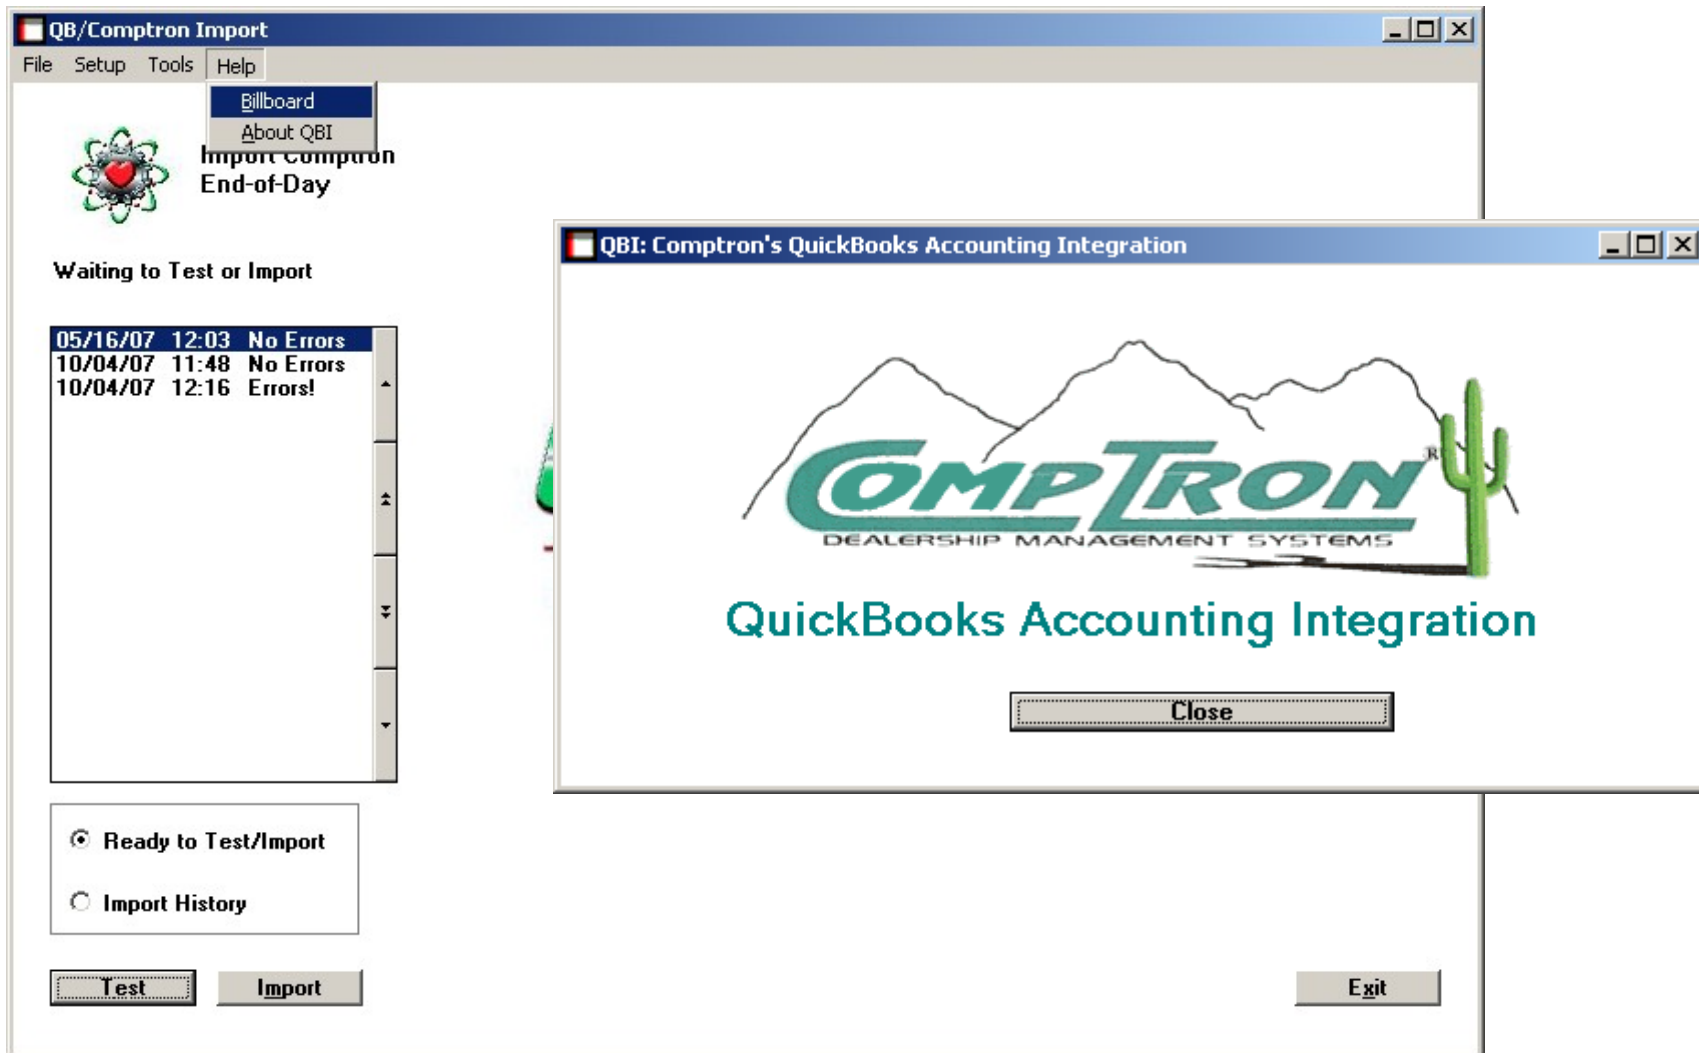 QB/Comptron Import
File Setup Tools Help
Billboard
About QBI
Import Comptron
End-of-Day
Waiting to Test or Import
05/16/07 12:03 No Errors
10/04/07 11:48 No Errors
10/04/07 12:16 Errors!
Ready to Test/Import
Import History
Test Import
Exit
QBI: Comptron's QuickBooks Accounting Integration
COMPTRON®
DEALERSHIP MANAGEMENT SYSTEMS
QuickBooks Accounting Integration
Close